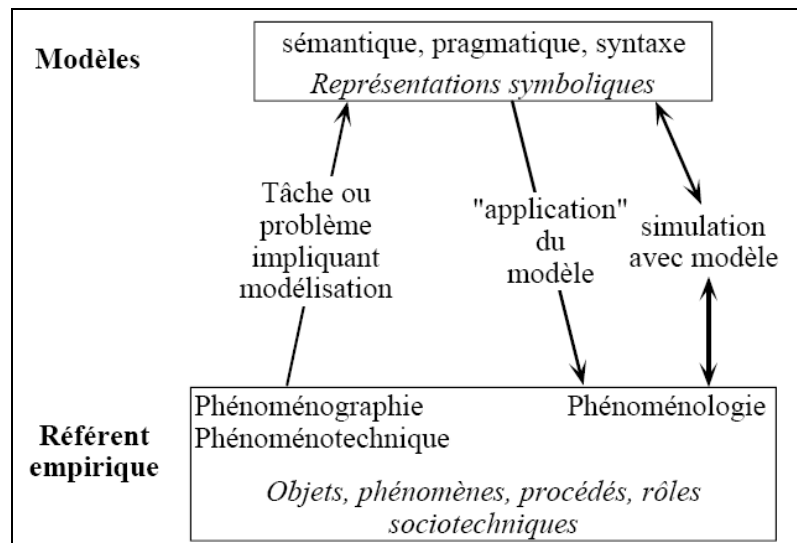 Modèles
sémantique, pragmatique, syntaxe
Représentations symboliques
Tâche ou
problème
impliquant
modélisation
"application"
du
modèle
simulation
avec modèle
Référent
empirique
Phénoménographie
Phénoménotechnique
Phénoménologie
Objets, phénomènes, procédés, rôles
sociotechniques